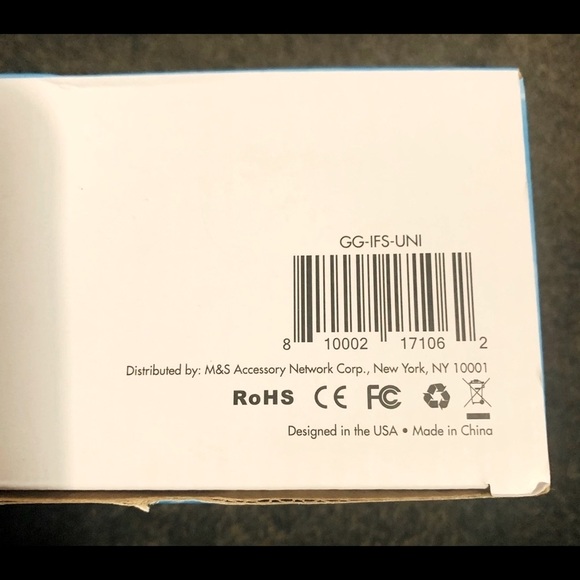 GG-IFS-UNI
8 10002 17106 2
Distributed by: M&S Accessory Network Corp., New York, NY 10001
RoHS CE FC
Designed in the USA • Made in China